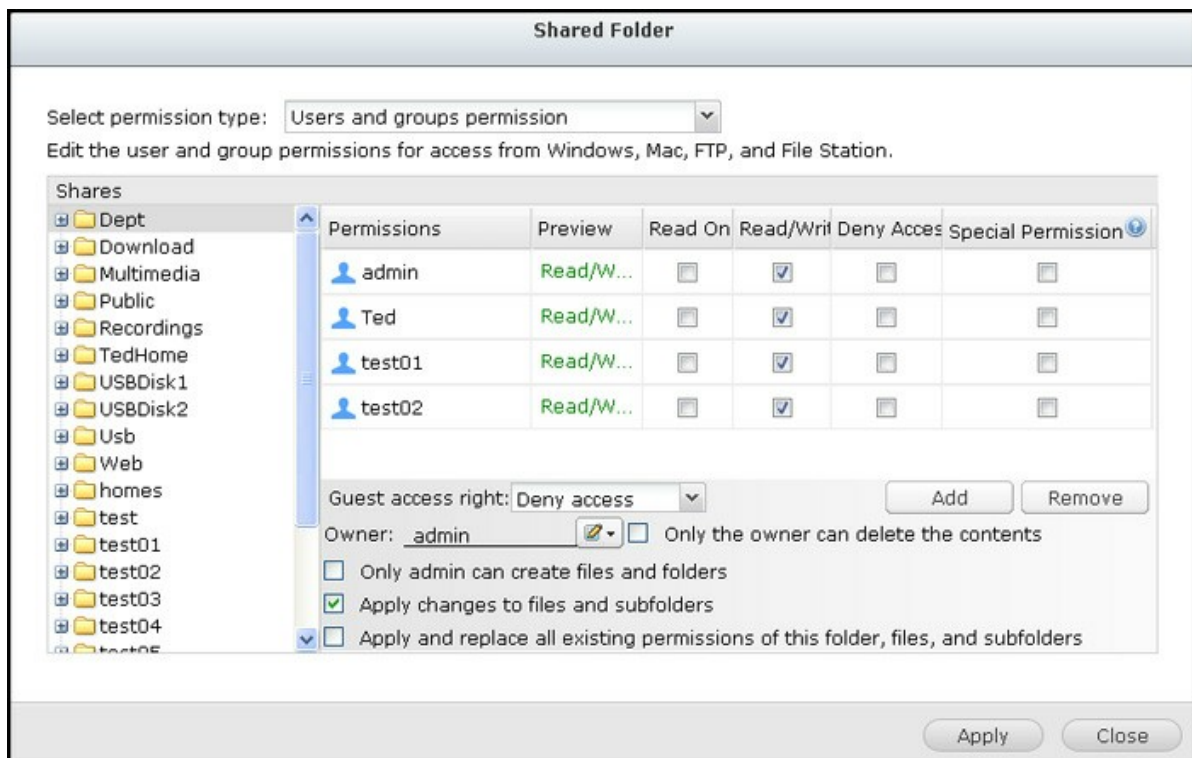 Shared Folder
Select permission type: Users and groups permission
Edit the user and group permissions for access from Windows, Mac, FTP, and File Station.
Shares
Dept
Download
Multimedia
Public
Recordings
TedHome
USBDisk1
USBDisk2
Usb
Web
homes
test
test01
test02
test03
test04
test05
Permissions Preview Read On Read/Writ Deny Acces Special Permission
admin Read/W...
Ted Read/W...
test01 Read/W...
test02 Read/W...
Guest access right: Deny access Add Remove
Owner: admin Only the owner can delete the contents
Only admin can create files and folders
Apply changes to files and subfolders
Apply and replace all existing permissions of this folder, files, and subfolders
Apply Close